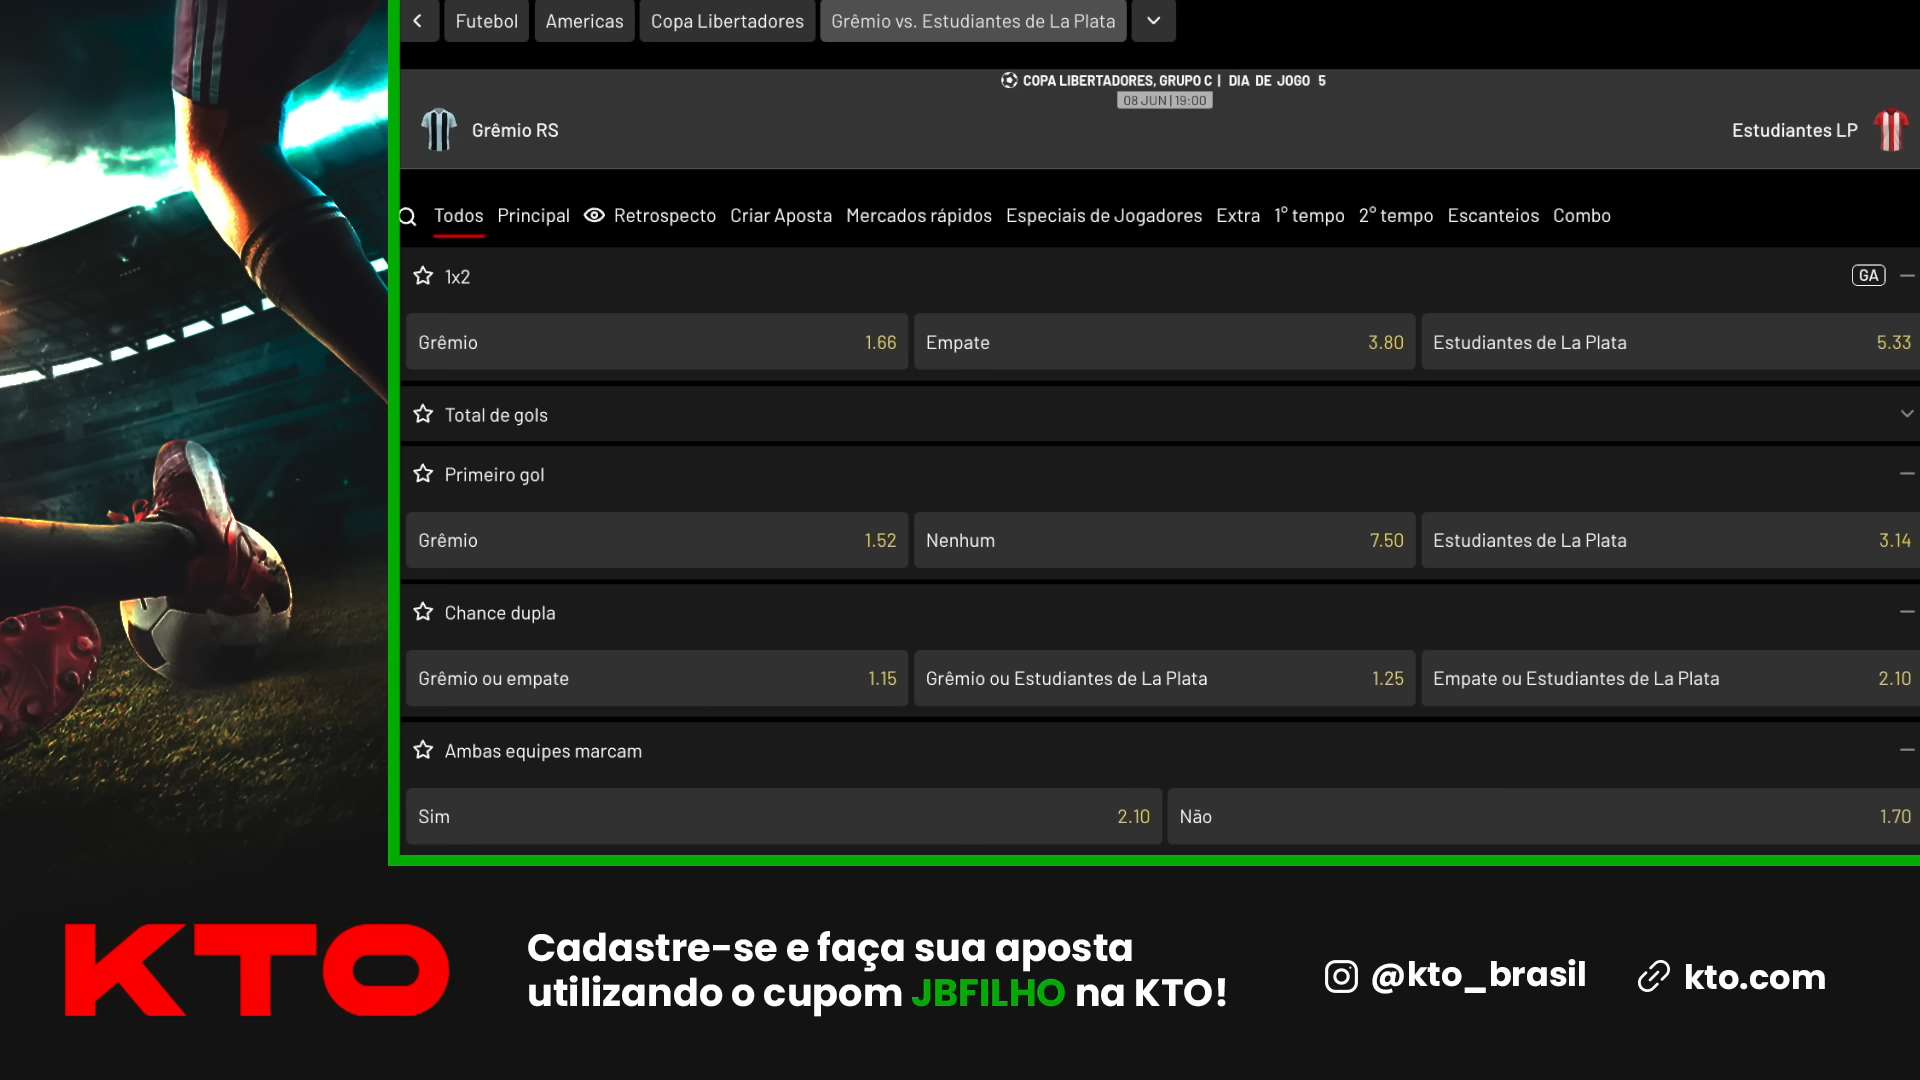 Futebol
Americas
Copa Libertadores
Grêmio vs. Estudiantes de La Plata
COPA LIBERTADORES, GRUPO C | DIA DE JOGO 5
08 JUN | 19:00
Grêmio RS
Estudiantes LP
Todos Principal Retrospecto Criar Aposta Mercados rápidos Especiais de Jogadores Extra 1° tempo 2° tempo Escanteios Combo
1x2
GA
Grêmio 1.66
Empate 3.80
Estudiantes de La Plata 5.33
Total de gols
Primeiro gol
Grêmio 1.52
Nenhum 7.50
Estudiantes de La Plata 3.14
Chance dupla
Grêmio ou empate 1.15
Grêmio ou Estudiantes de La Plata 1.25
Empate ou Estudiantes de La Plata 2.10
Ambas equipes marcam
Sim 2.10
Não 1.70
KTO
Cadastre-se e faça sua aposta
utilizando o cupom JBFILHO na KTO!
@kto_brasil
kto.com